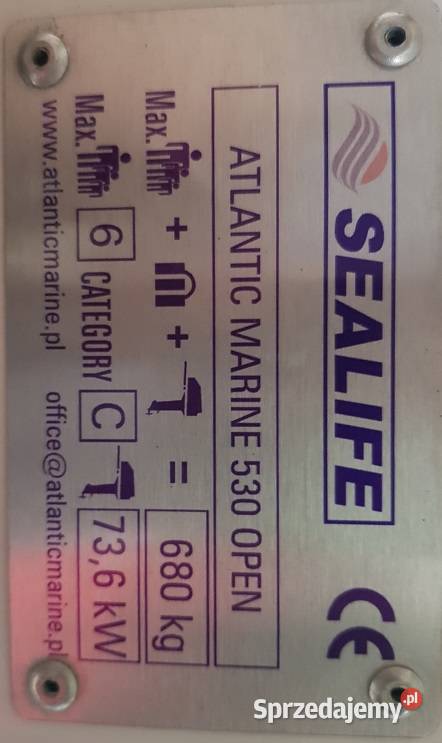 SEALIFE CE
ATLANTIC MARINE 530 OPEN
Max. + + = 680 kg
Max. 6 CATEGORY C 73,6 kW
www.atlanticmarine.pl office@atlanticmarine.pl
Sprzedajemy.pl